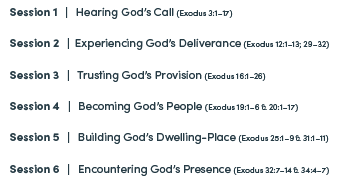 Session 1 | Hearing God's Call (Exodus 3:1–17)
Session 2 | Experiencing God's Deliverance (Exodus 12:1–13; 29–32)
Session 3 | Trusting God's Provision (Exodus 16:1–26)
Session 4 | Becoming God's People (Exodus 19:1–6 & 20:1–17)
Session 5 | Building God's Dwelling-Place (Exodus 25:1–9 & 31:1–11)
Session 6 | Encountering God's Presence (Exodus 32:7–14 & 34:4–7)